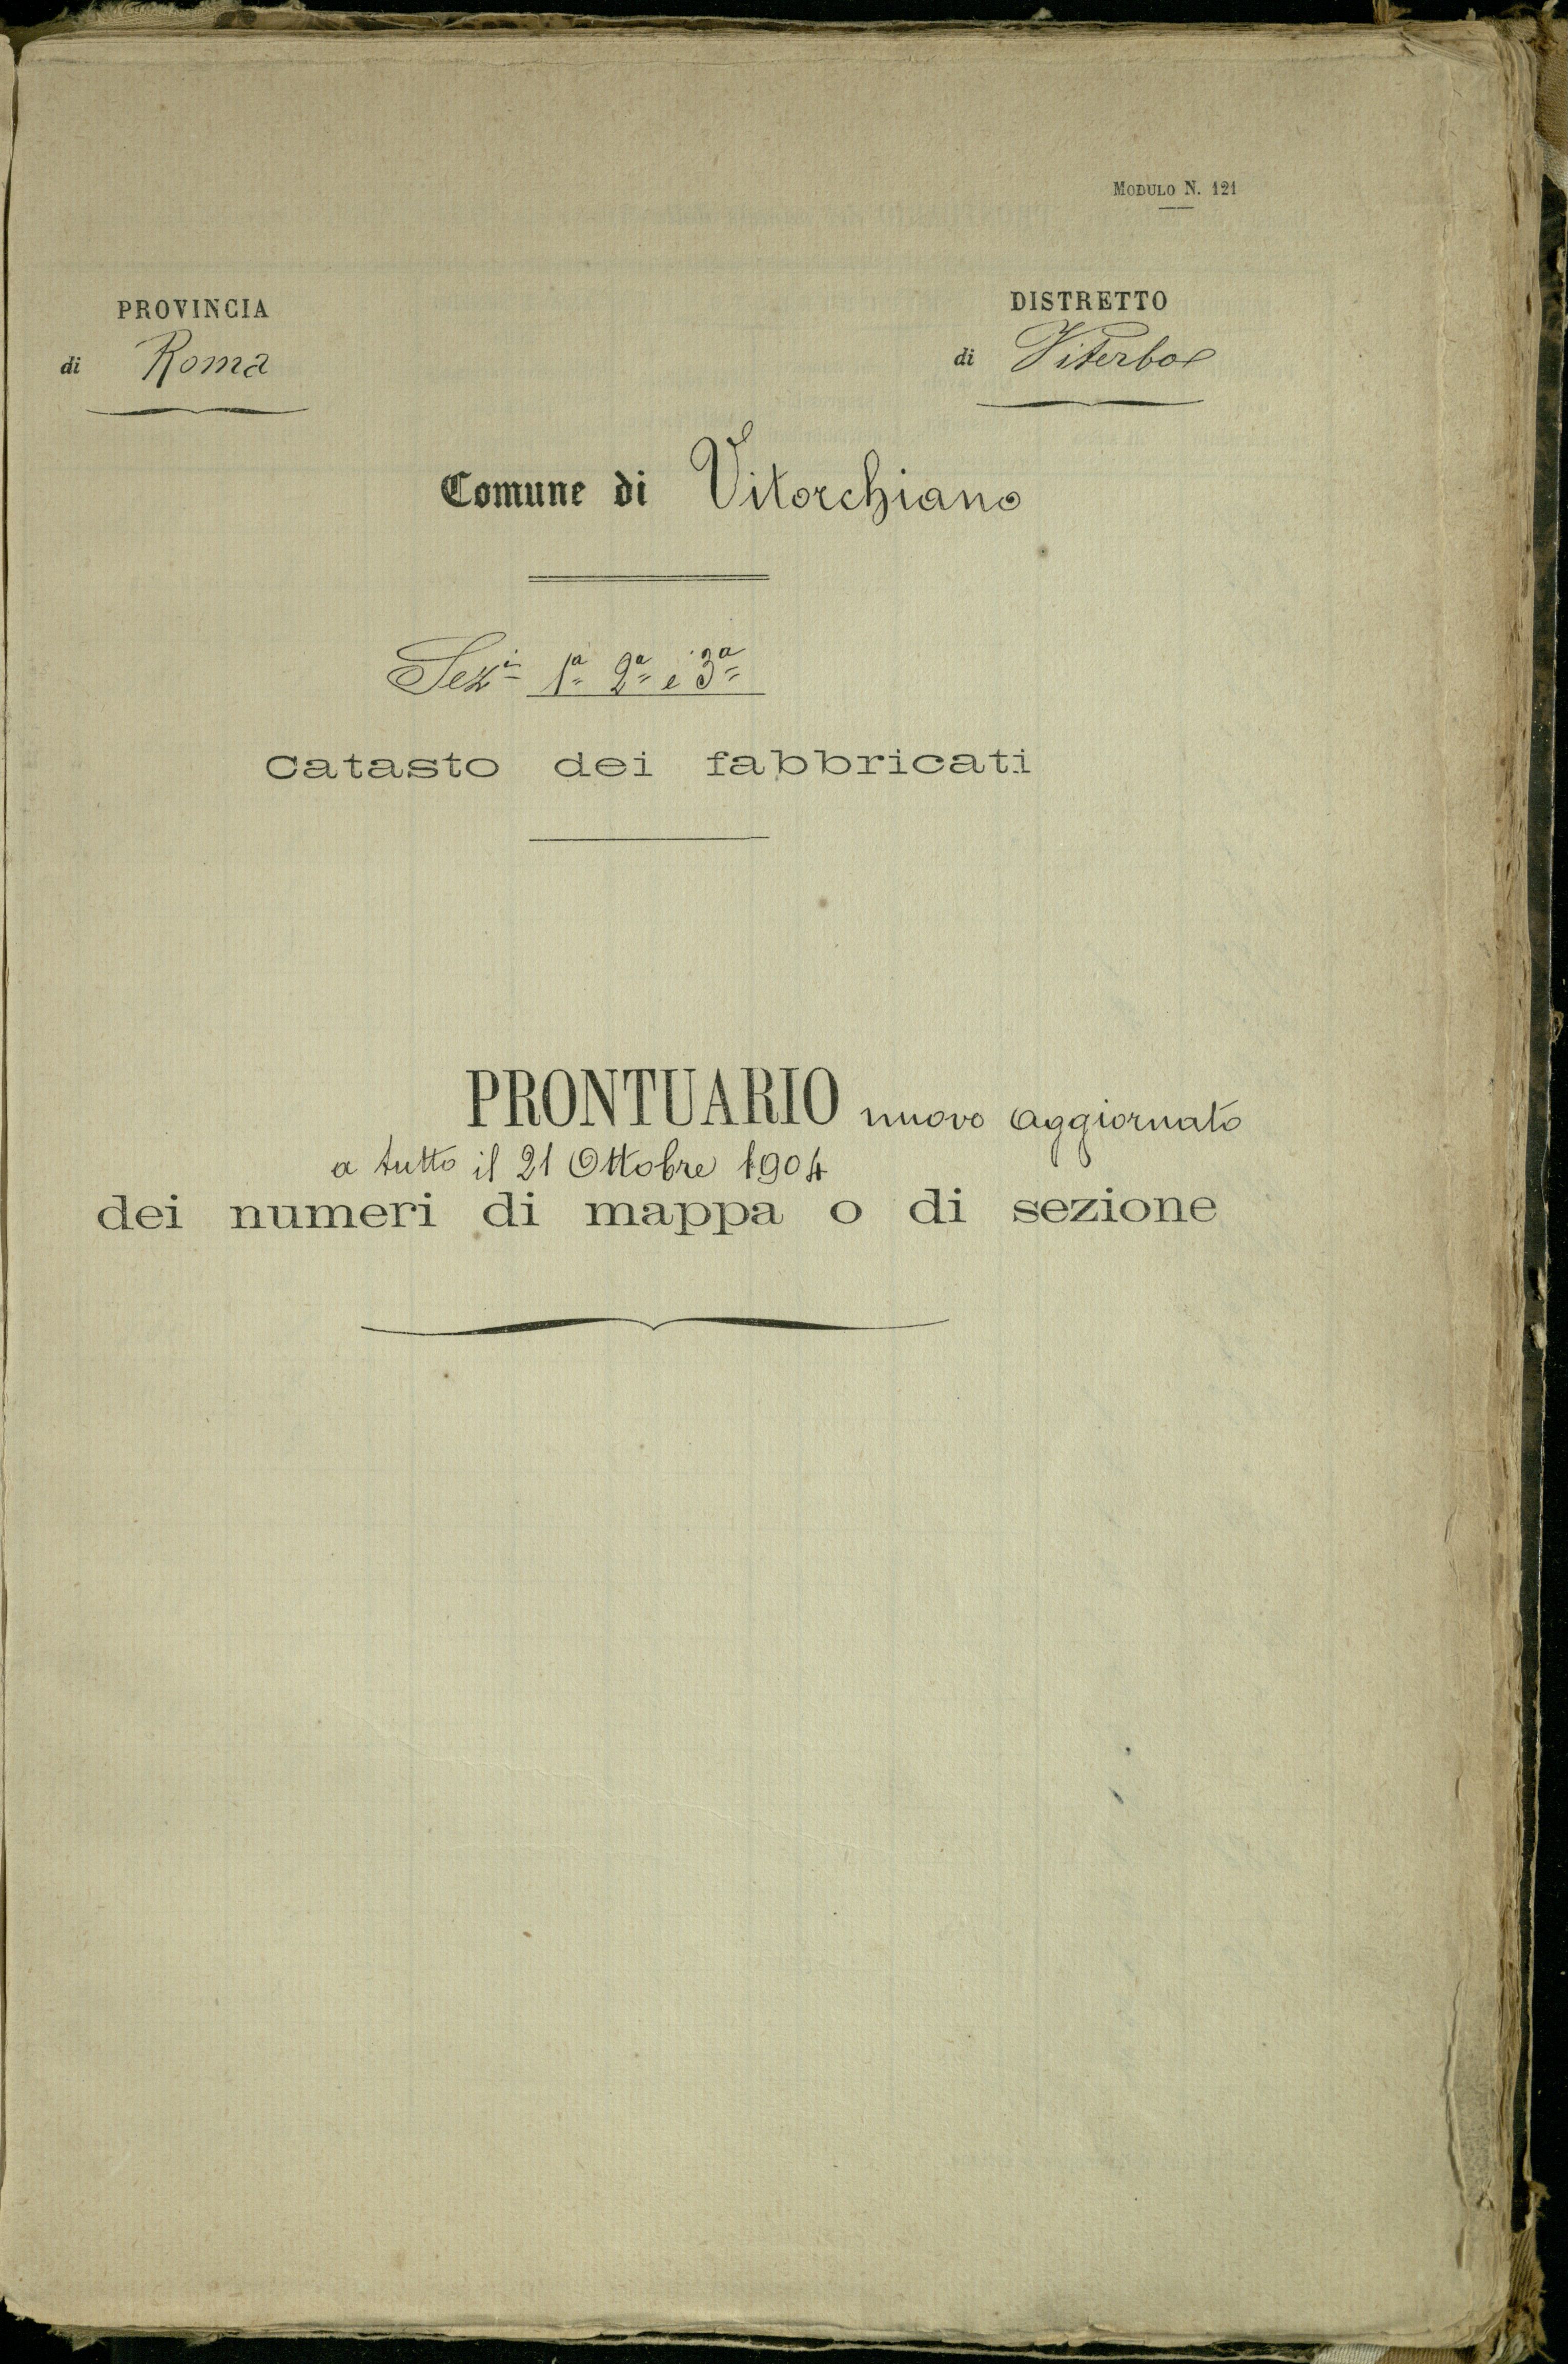 MODULO N. 121
PROVINCIA
di Roma
DISTRETTO
di Viterbo
Comune di Vitorchiano
Sez.i 1a 2a e 3a
Catasto dei fabbricati
PRONTUARIO nuovo aggiornato
a tutto il 21 Ottobre 1904
dei numeri di mappa o di sezione